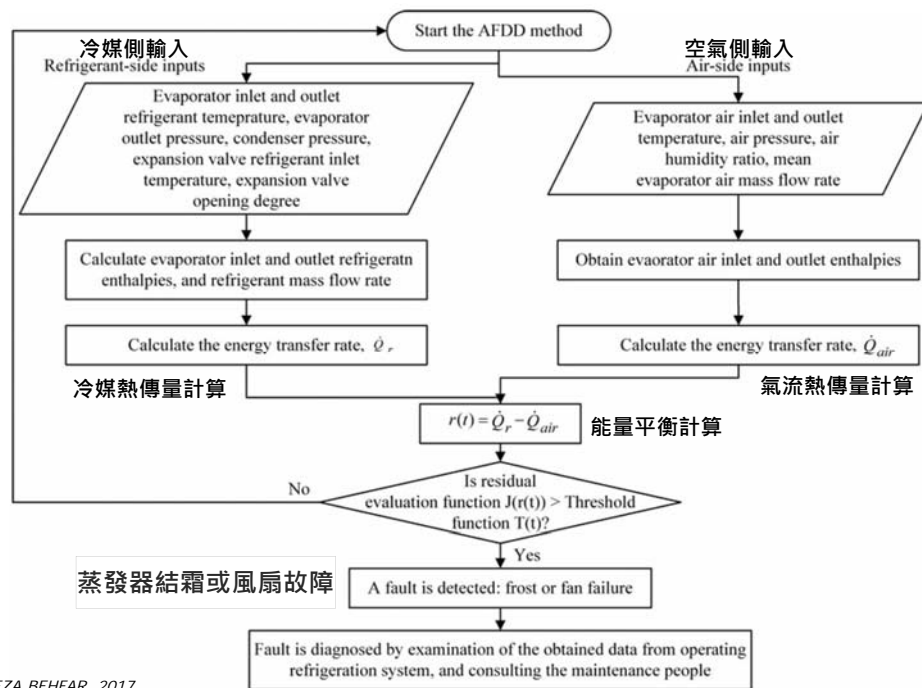 Start the AFDD method
冷媒側輸入
Refrigerant-side inputs
空氣側輸入
Air-side inputs
Evaporator inlet and outlet
refrigerant temeprature, evaporator
outlet pressure, condenser pressure,
expansion valve refrigerant inlet
temperature, expansion valve
opening degree
Evaporator air inlet and outlet
temperature, air pressure, air
humidity ratio, mean
evaporator air mass flow rate
Calculate evaporator inlet and outlet refrigeratn
enthalpies, and refrigerant mass flow rate
Obtain evaorator air inlet and outlet enthalpies
Calculate the energy transfer rate, Q̇ r
Calculate the energy transfer rate, Q̇air
冷媒熱傳量計算
氣流熱傳量計算
r(t) = Q̇r − Q̇air
能量平衡計算
Is residual
evaluation function J(r(t)) > Threshold
function T(t)?
No
Yes
蒸發器結霜或風扇故障
A fault is detected: frost or fan failure
Fault is diagnosed by examination of the obtained data from operating
refrigeration system, and consulting the maintenance people
BEHFAR, 2017